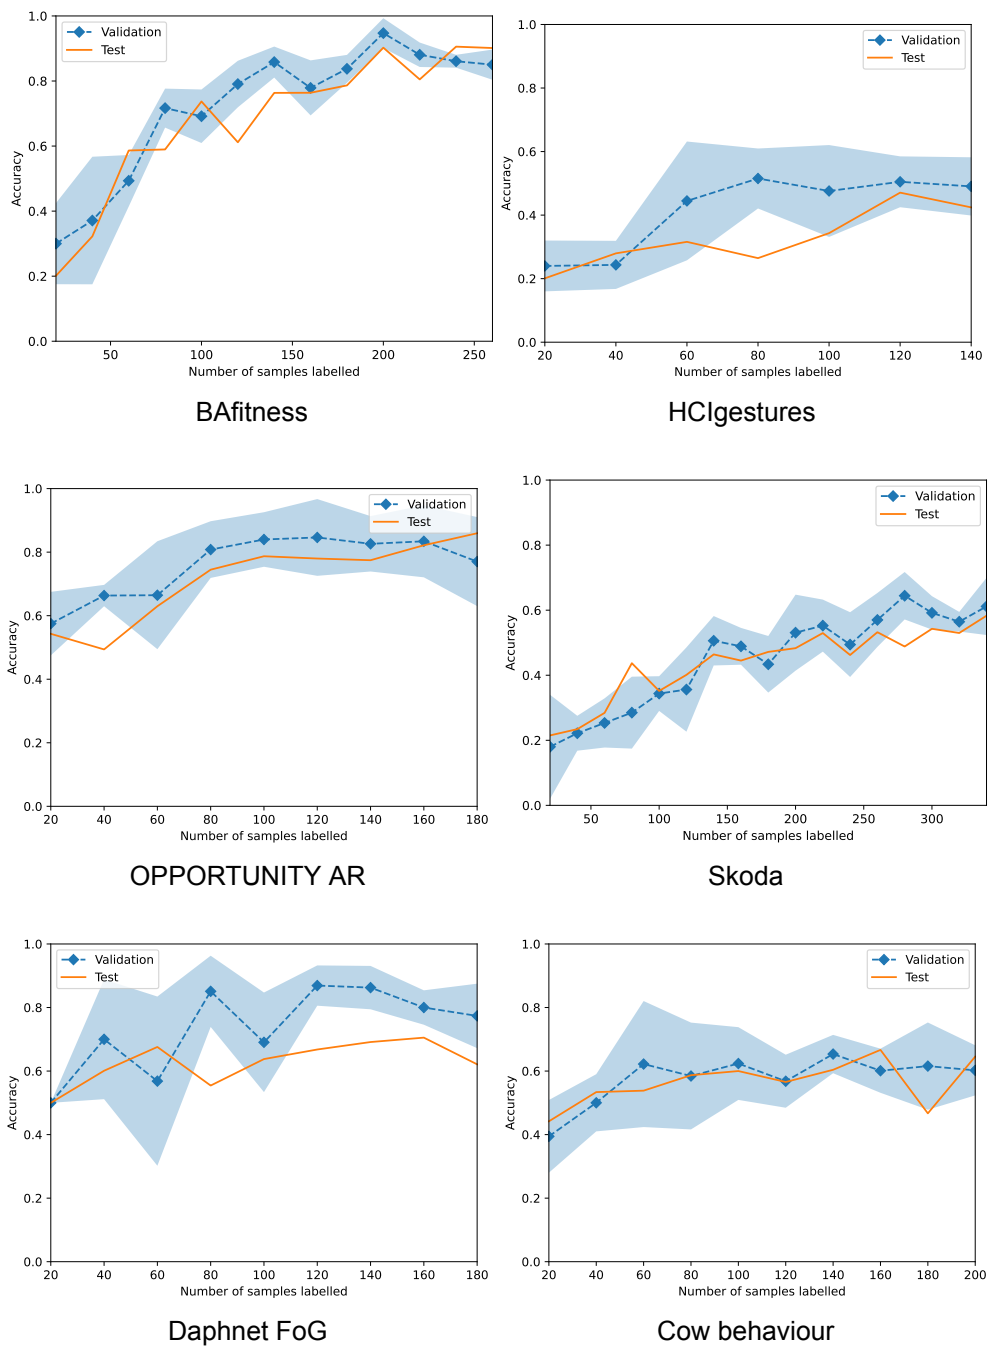 1.0
0.8
0.6
0.4
0.2
0.0
Accuracy
Validation
Test
50 100 150 200 250
Number of samples labelled
BAfitness
1.0
0.8
0.6
0.4
0.2
0.0
Accuracy
Validation
Test
20 40 60 80 100 120 140
Number of samples labelled
HCIgestures
1.0
0.8
0.6
0.4
0.2
0.0
Accuracy
Validation
Test
20 40 60 80 100 120 140 160 180
Number of samples labelled
OPPORTUNITY AR
1.0
0.8
0.6
0.4
0.2
0.0
Accuracy
Validation
Test
50 100 150 200 250 300
Number of samples labelled
Skoda
1.0
0.8
0.6
0.4
0.2
0.0
Accuracy
Validation
Test
20 40 60 80 100 120 140 160 180
Number of samples labelled
Daphnet FoG
1.0
0.8
0.6
0.4
0.2
0.0
Accuracy
Validation
Test
20 40 60 80 100 120 140 160 180 200
Number of samples labelled
Cow behaviour